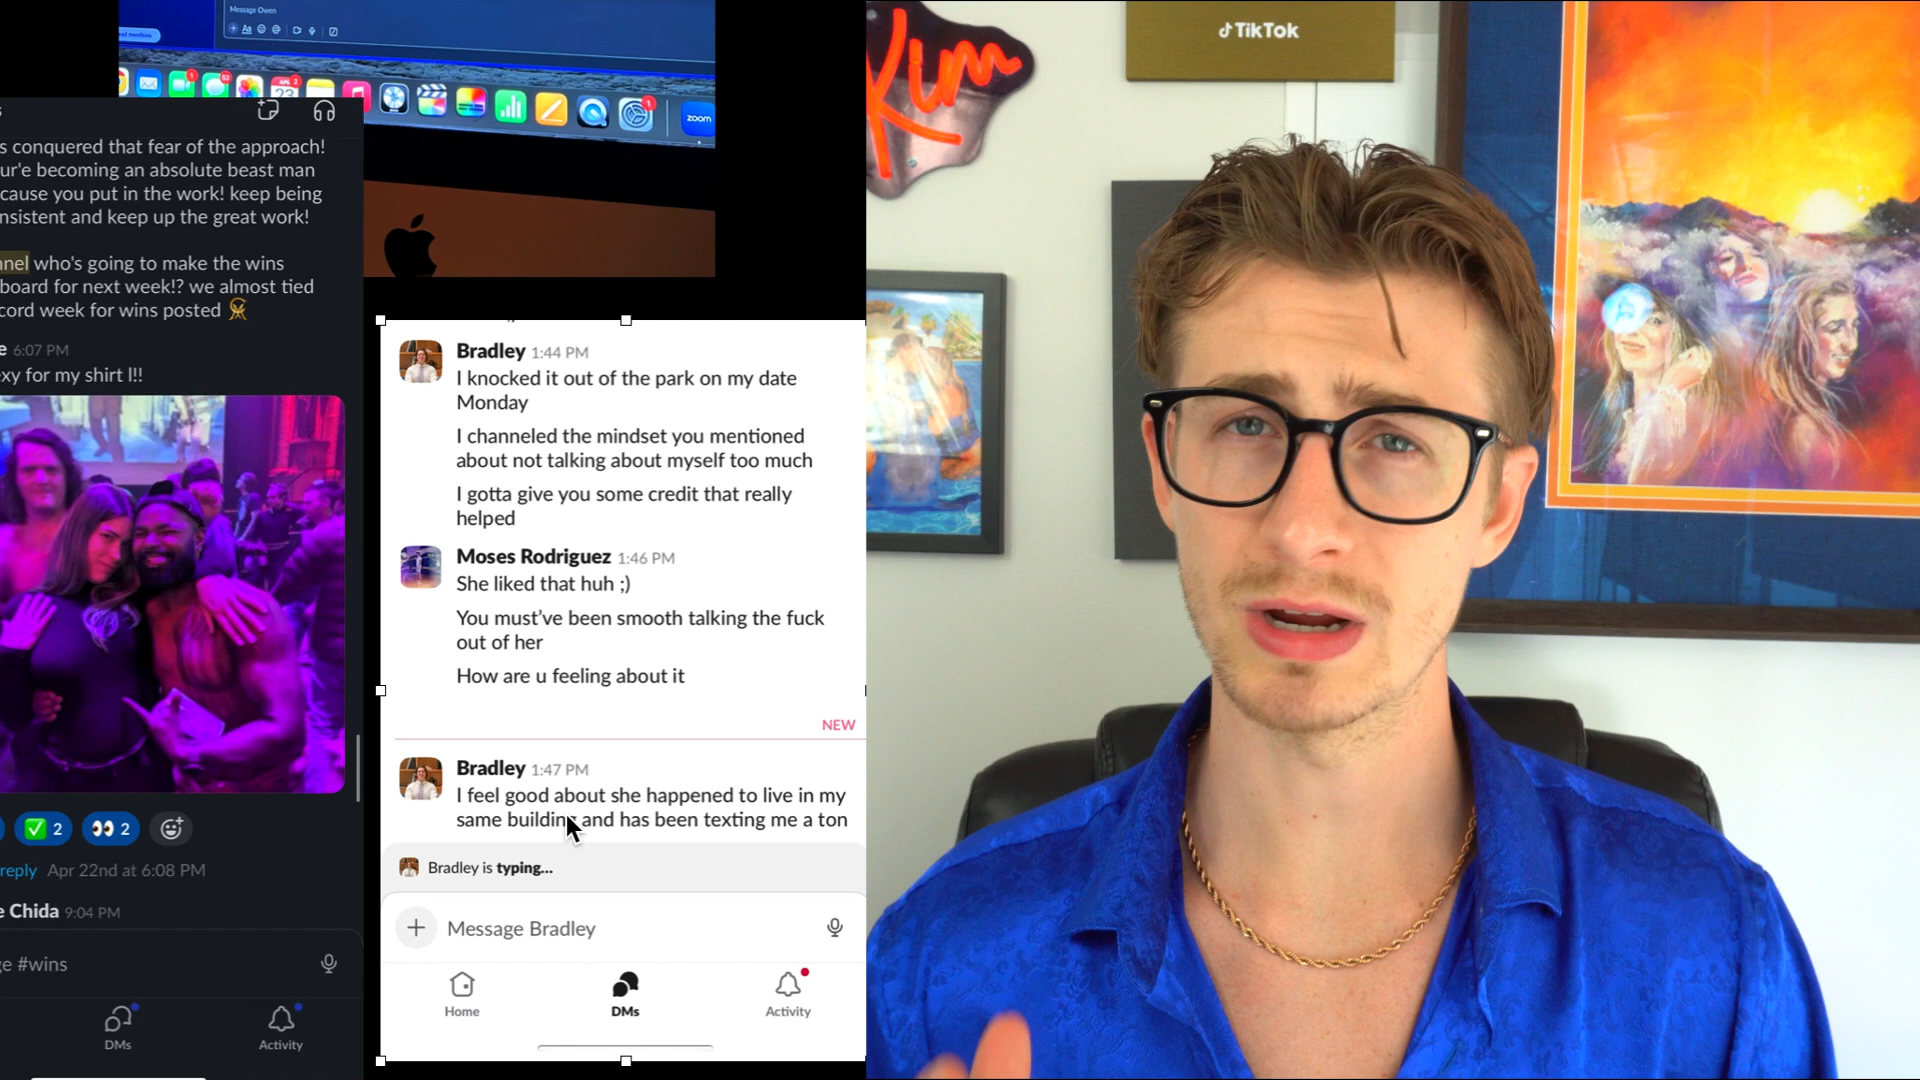 Message Owen
s
s conquered that fear of the approach!
ur'e becoming an absolute beast man
cause you put in the work! keep being
nsistent and keep up the great work!
nnel who's going to make the wins
board for next week!? we almost tied
cord week for wins posted
e 6:07 PM
xy for my shirt I!!
2
2
reply Apr 22nd at 6:08 PM
e Chida 9:04 PM
ge #wins
DMs
Activity
zoom
Bradley 1:44 PM
I knocked it out of the park on my date
Monday
I channeled the mindset you mentioned
about not talking about myself too much
I gotta give you some credit that really
helped
Moses Rodriguez 1:46 PM
She liked that huh ;)
You must've been smooth talking the fuck
out of her
How are u feeling about it
NEW
Bradley 1:47 PM
I feel good about she happened to live in my
same building and has been texting me a ton
Bradley is typing...
Message Bradley
Home
DMs
Activity
Kim
TikTok